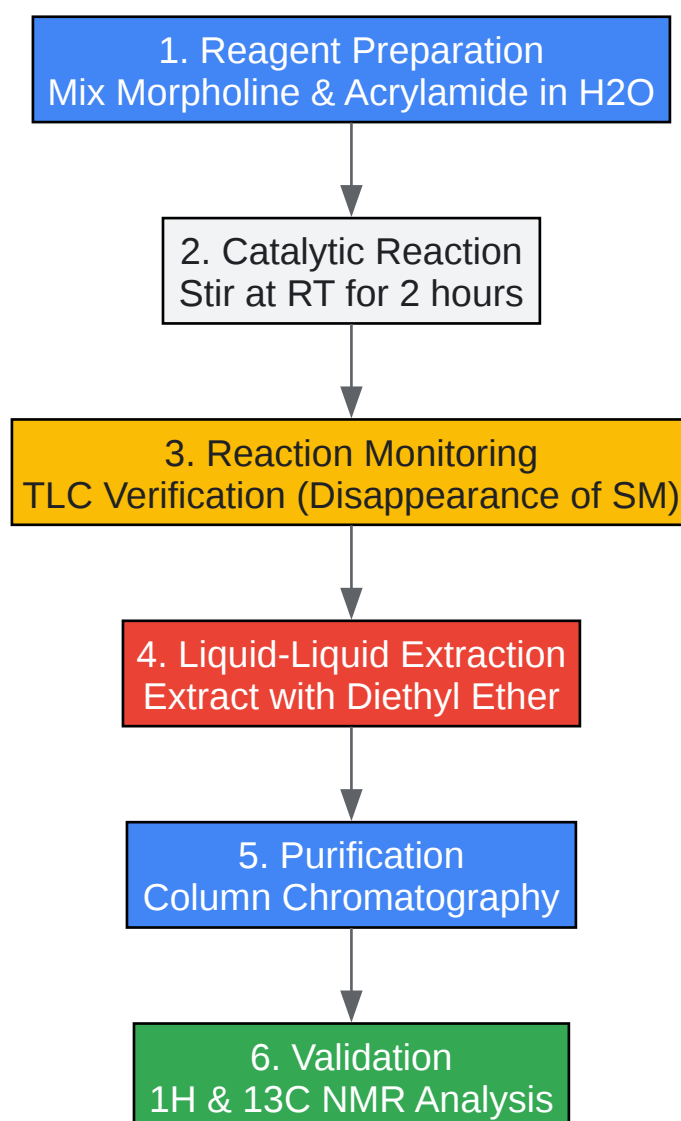 1. Reagent Preparation
Mix Morpholine & Acrylamide in H2O
2. Catalytic Reaction
Stir at RT for 2 hours
3. Reaction Monitoring
TLC Verification (Disappearance of SM)
4. Liquid-Liquid Extraction
Extract with Diethyl Ether
5. Purification
Column Chromatography
6. Validation
1H & 13C NMR Analysis